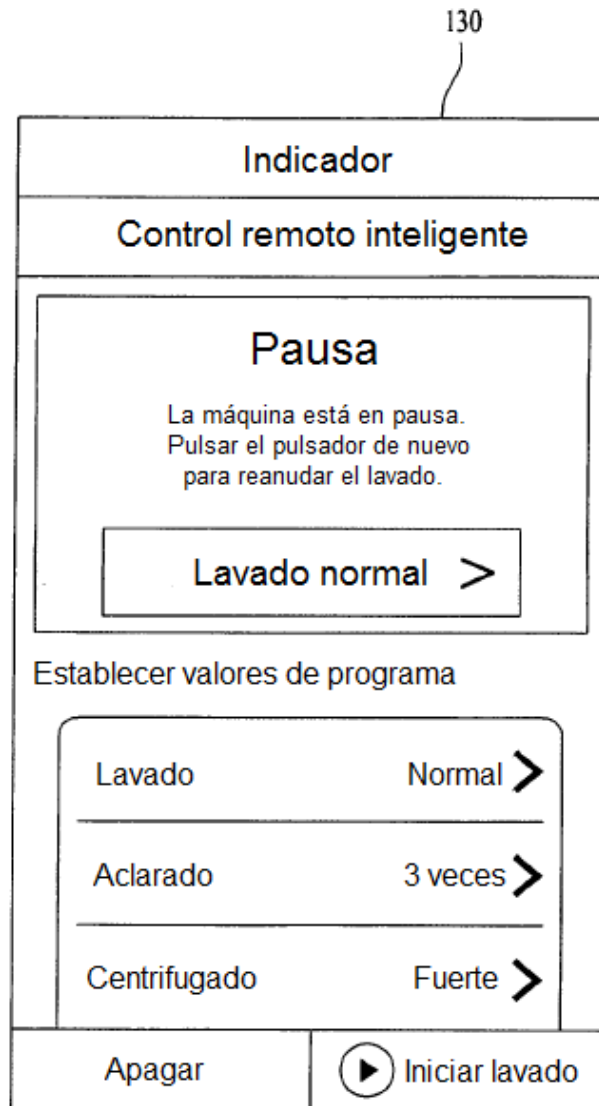 130
Indicador
Control remoto inteligente
Pausa
La máquina está en pausa.
Pulsar el pulsador de nuevo
para reanudar el lavado.
Lavado normal >
Establecer valores de programa
Lavado Normal >
Aclarado 3 veces >
Centrifugado Fuerte >
Apagar Iniciar lavado